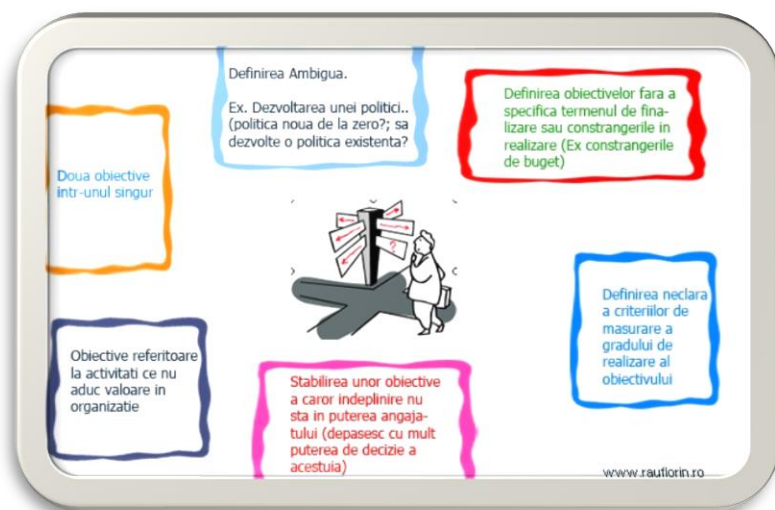 Definirea Ambigua.
Ex. Dezvoltarea unei politici..
(politica noua de la zero?; sa
dezvolte o politica existenta?
Definirea obiectivelor fara a
specifica termenul de fina-
lizare sau constrangerile in
realizare (Ex constrangerile
de buget)
Doua obiective
intr-unul singur
?
Definirea neclara
a criteriilor de
masurare a
gradului de
realizare al
obiectivului
Obiective referitoare
la activitati ce nu
aduc valoare in
organizatie
Stabilirea unor obiective
a caror indeplinire nu
sta in puterea angaja-
tului (depasesc cu mult
puterea de decizie a
acestuia)
www.rauflorin.ro